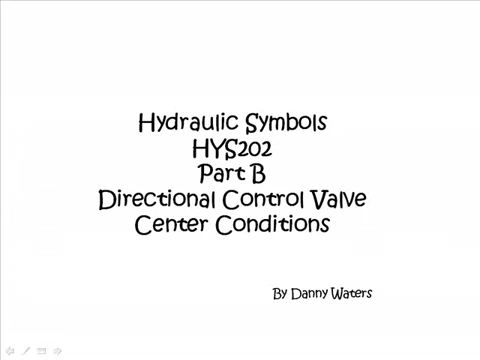 Hydraulic Symbols
HYS202
Part B
Directional Control Valve
Center Conditions
By Danny Waters